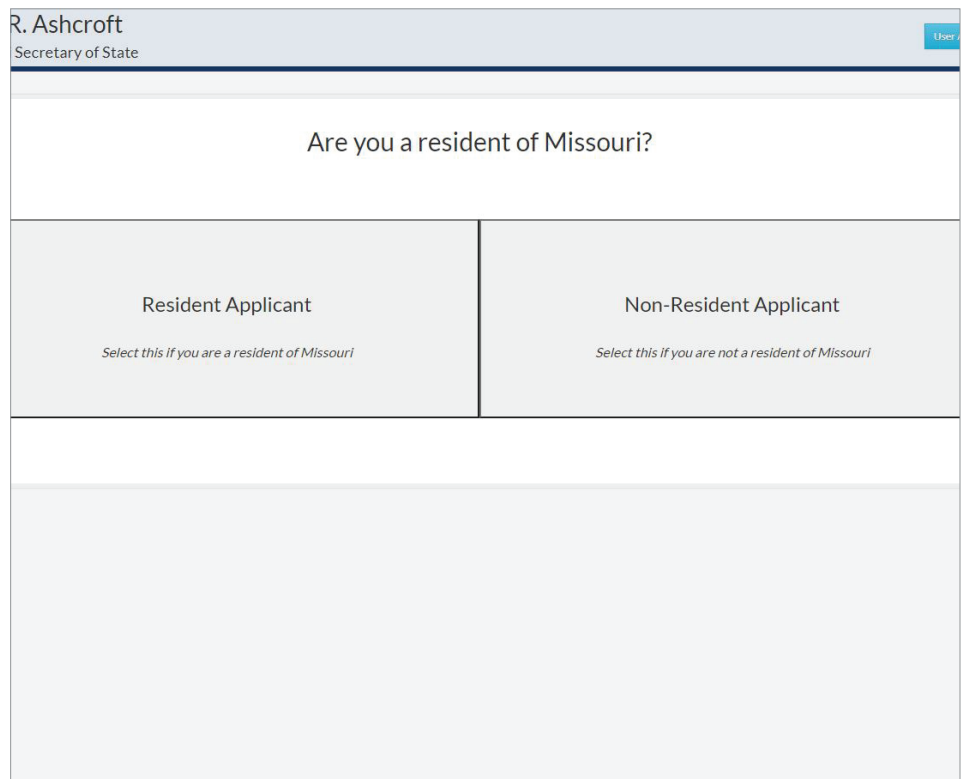 R. Ashcroft
Secretary of State
User
Are you a resident of Missouri?
Resident Applicant
Select this if you are a resident of Missouri
Non-Resident Applicant
Select this if you are not a resident of Missouri